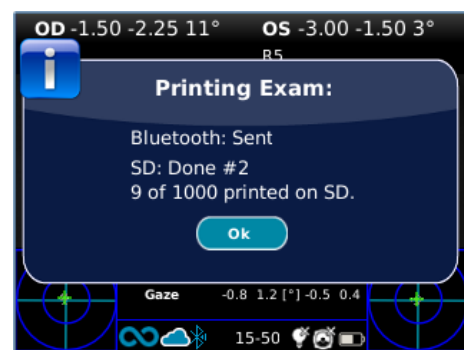 OD -1.50 -2.25 11° OS -3.00 -1.50 3°
Printing Exam:
Bluetooth: Sent
SD: Done #2
9 of 1000 printed on SD.
Ok
Gaze -0.8 1.2 [°] -0.5 0.4
15-50